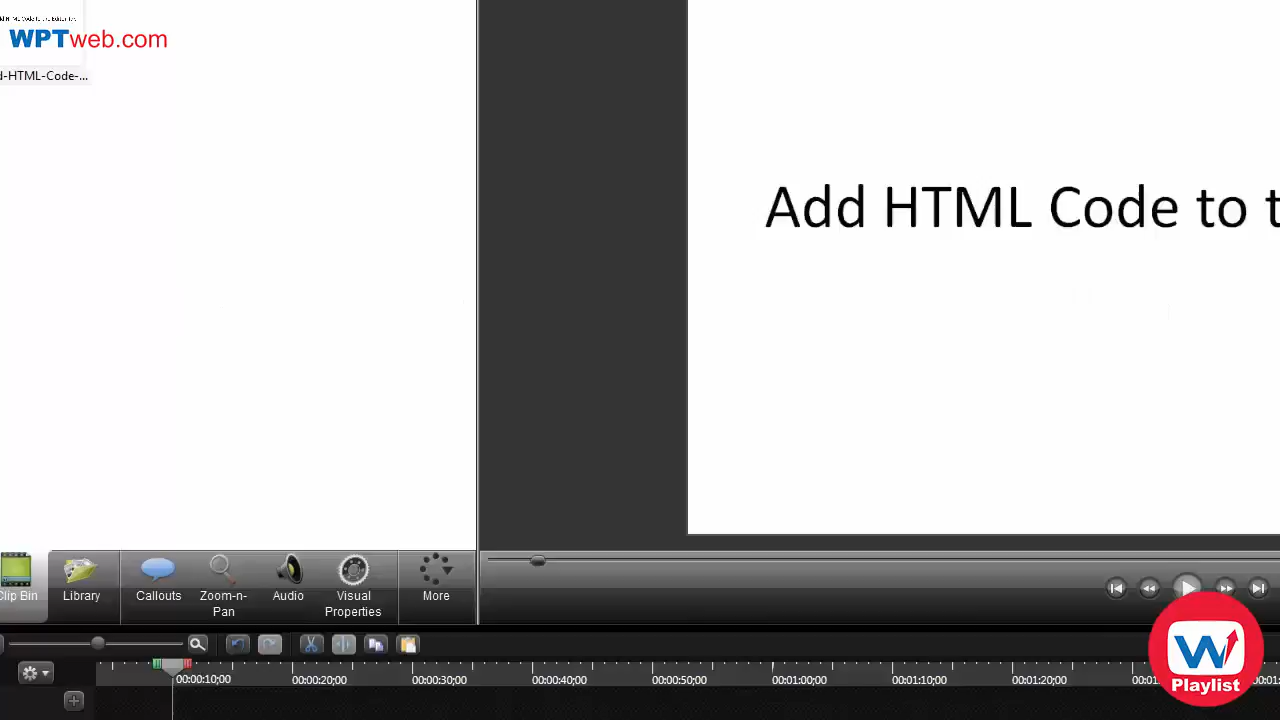 WPTweb.com
d-HTML-Code-...
Add HTML Code to t
Clip Bin
Library
Callouts
Zoom-n-
Pan
Audio
Visual
Properties
More
00:00:10;00
00:00:20;00
00:00:30;00
00:00:40;00
00:00:50;00
00:01:00;00
00:01:10;00
00:01:20;00
W
Playlist